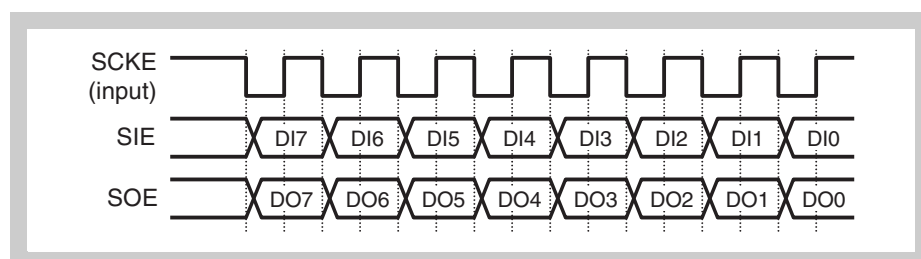 SCKE
(input)
SIE DI7 DI6 DI5 DI4 DI3 DI2 DI1 DI0
SOE DO7 DO6 DO5 DO4 DO3 DO2 DO1 DO0